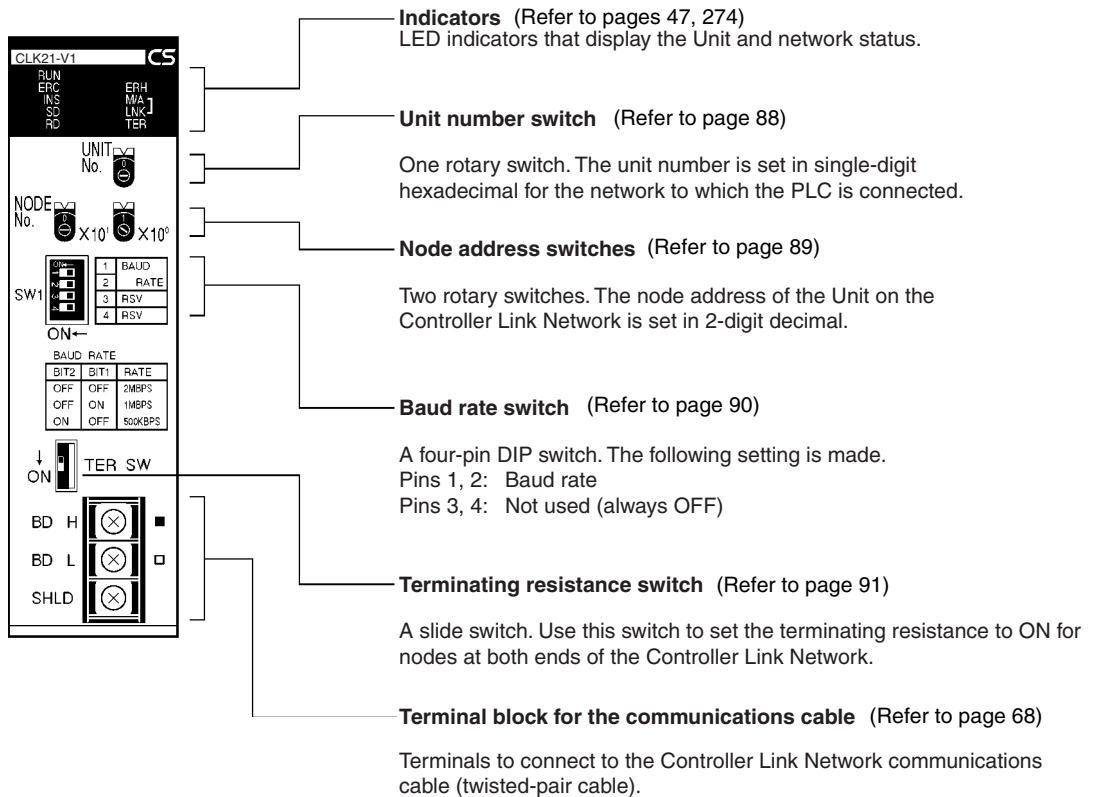 Indicators (Refer to pages 47, 274)
LED indicators that display the Unit and network status.
CLK21-V1 CS
RUN
ERC ERH
INS M/A
SD LNK
RD TER
UNIT
No.
0
NODE
No.
0 X10¹ 1 X10⁰
SW1
ON←
1 2 3 4
1 BAUD
2 RATE
3 RSV
4 RSV
ON←
BAUD RATE
BIT2 BIT1 RATE
OFF OFF 2MBPS
OFF ON 1MBPS
ON OFF 500KBPS
↓
ON TER SW
BD H
BD L
SHLD
Unit number switch (Refer to page 88)
One rotary switch. The unit number is set in single-digit
hexadecimal for the network to which the PLC is connected.
Node address switches (Refer to page 89)
Two rotary switches. The node address of the Unit on the
Controller Link Network is set in 2-digit decimal.
Baud rate switch (Refer to page 90)
A four-pin DIP switch. The following setting is made.
Pins 1, 2: Baud rate
Pins 3, 4: Not used (always OFF)
Terminating resistance switch (Refer to page 91)
A slide switch. Use this switch to set the terminating resistance to ON for
nodes at both ends of the Controller Link Network.
Terminal block for the communications cable (Refer to page 68)
Terminals to connect to the Controller Link Network communications
cable (twisted-pair cable).